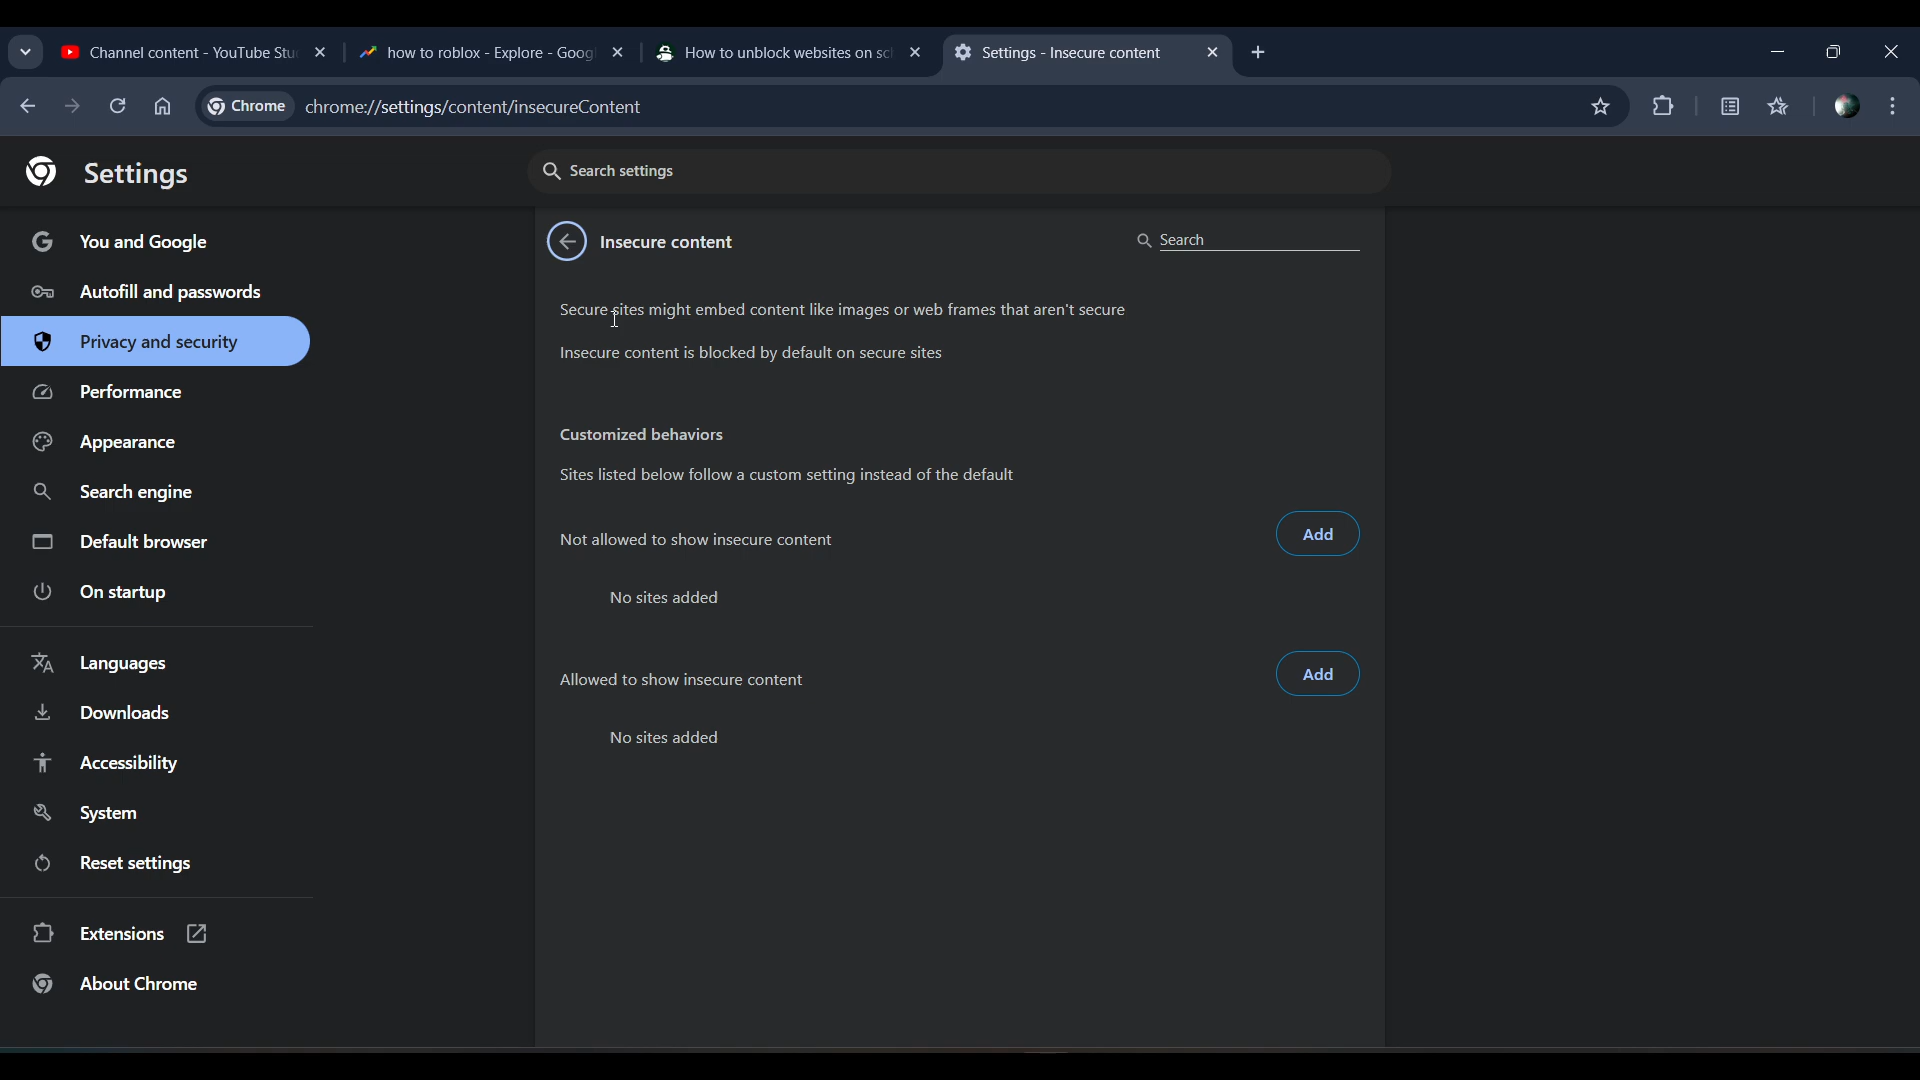 Channel content - YouTube Stu
how to roblox - Explore - Goog
How to unblock websites on scl
Settings - Insecure content
Chrome
chrome://settings/content/insecureContent
Settings
Search settings
You and Google
Autofill and passwords
Privacy and security
Performance
Appearance
Search engine
Default browser
On startup
Languages
Downloads
Accessibility
System
Reset settings
Extensions
About Chrome
Insecure content
Search
Secure sites might embed content like images or web frames that aren't secure
Insecure content is blocked by default on secure sites
Customized behaviors
Sites listed below follow a custom setting instead of the default
Not allowed to show insecure content
Add
No sites added
Allowed to show insecure content
Add
No sites added